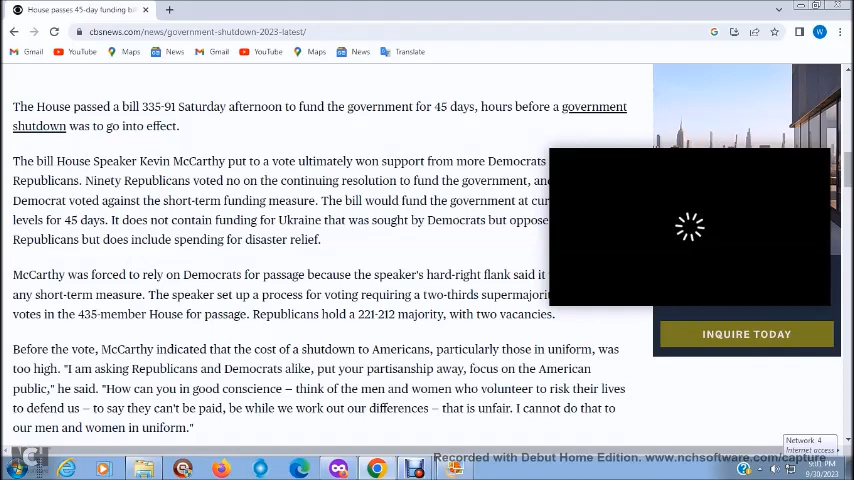 House passes 45-day funding bil
cbsnews.com/news/government-shutdown-2023-latest/
Gmail YouTube Maps News Gmail YouTube Maps News Translate
The House passed a bill 335-91 Saturday afternoon to fund the government for 45 days, hours before a government
shutdown was to go into effect.
The bill House Speaker Kevin McCarthy put to a vote ultimately won support from more Democrats
Republicans. Ninety Republicans voted no on the continuing resolution to fund the government, and
Democrat voted against the short-term funding measure. The bill would fund the government at cur
levels for 45 days. It does not contain funding for Ukraine that was sought by Democrats but oppose
Republicans but does include spending for disaster relief.
McCarthy was forced to rely on Democrats for passage because the speaker's hard-right flank said it
any short-term measure. The speaker set up a process for voting requiring a two-thirds supermajorit
votes in the 435-member House for passage. Republicans hold a 221-212 majority, with two vacancies.
INQUIRE TODAY
Before the vote, McCarthy indicated that the cost of a shutdown to Americans, particularly those in uniform, was
too high. "I am asking Republicans and Democrats alike, put your partisanship away, focus on the American
public," he said. "How can you in good conscience – think of the men and women who volunteer to risk their lives
to defend us – to say they can't be paid, be while we work out our differences – that is unfair. I cannot do that to
our men and women in uniform."
Network 4
Internet access
NCH
Recorded with Debut Home Edition. www.nchsoftware.com/capture
9:01 PM
9/30/2023